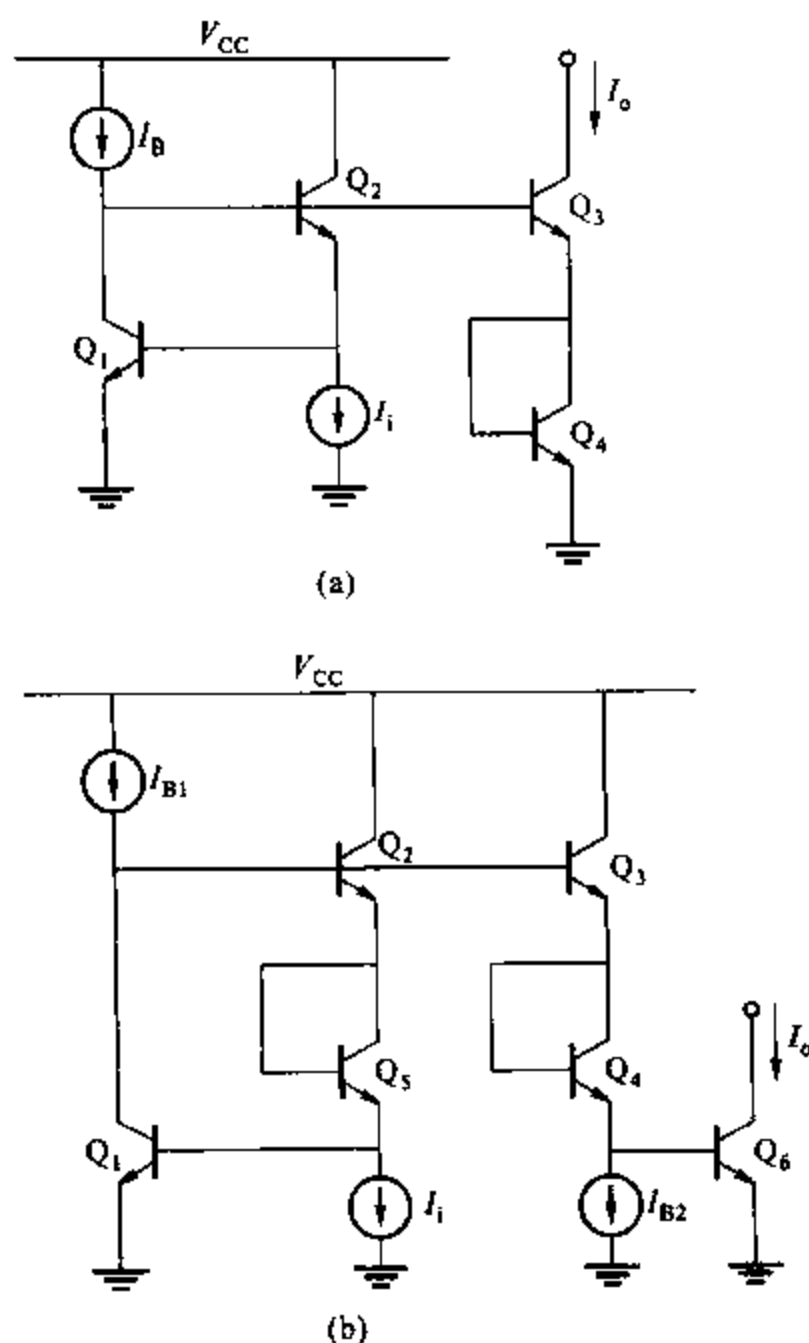 V_CC
I_B
I_o
Q_2
Q_3
Q_1
I_i
Q_4
(a)
V_CC
I_B1
Q_2
Q_3
I_o
Q_5
Q_4
Q_1
I_i
I_B2
Q_6
(b)